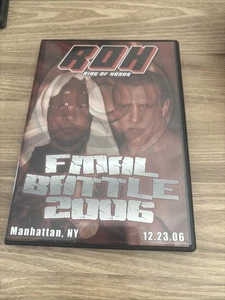 ROH
RING OF HONOR
FINAL
BATTLE
2006
Manhattan, NY
12.23.06